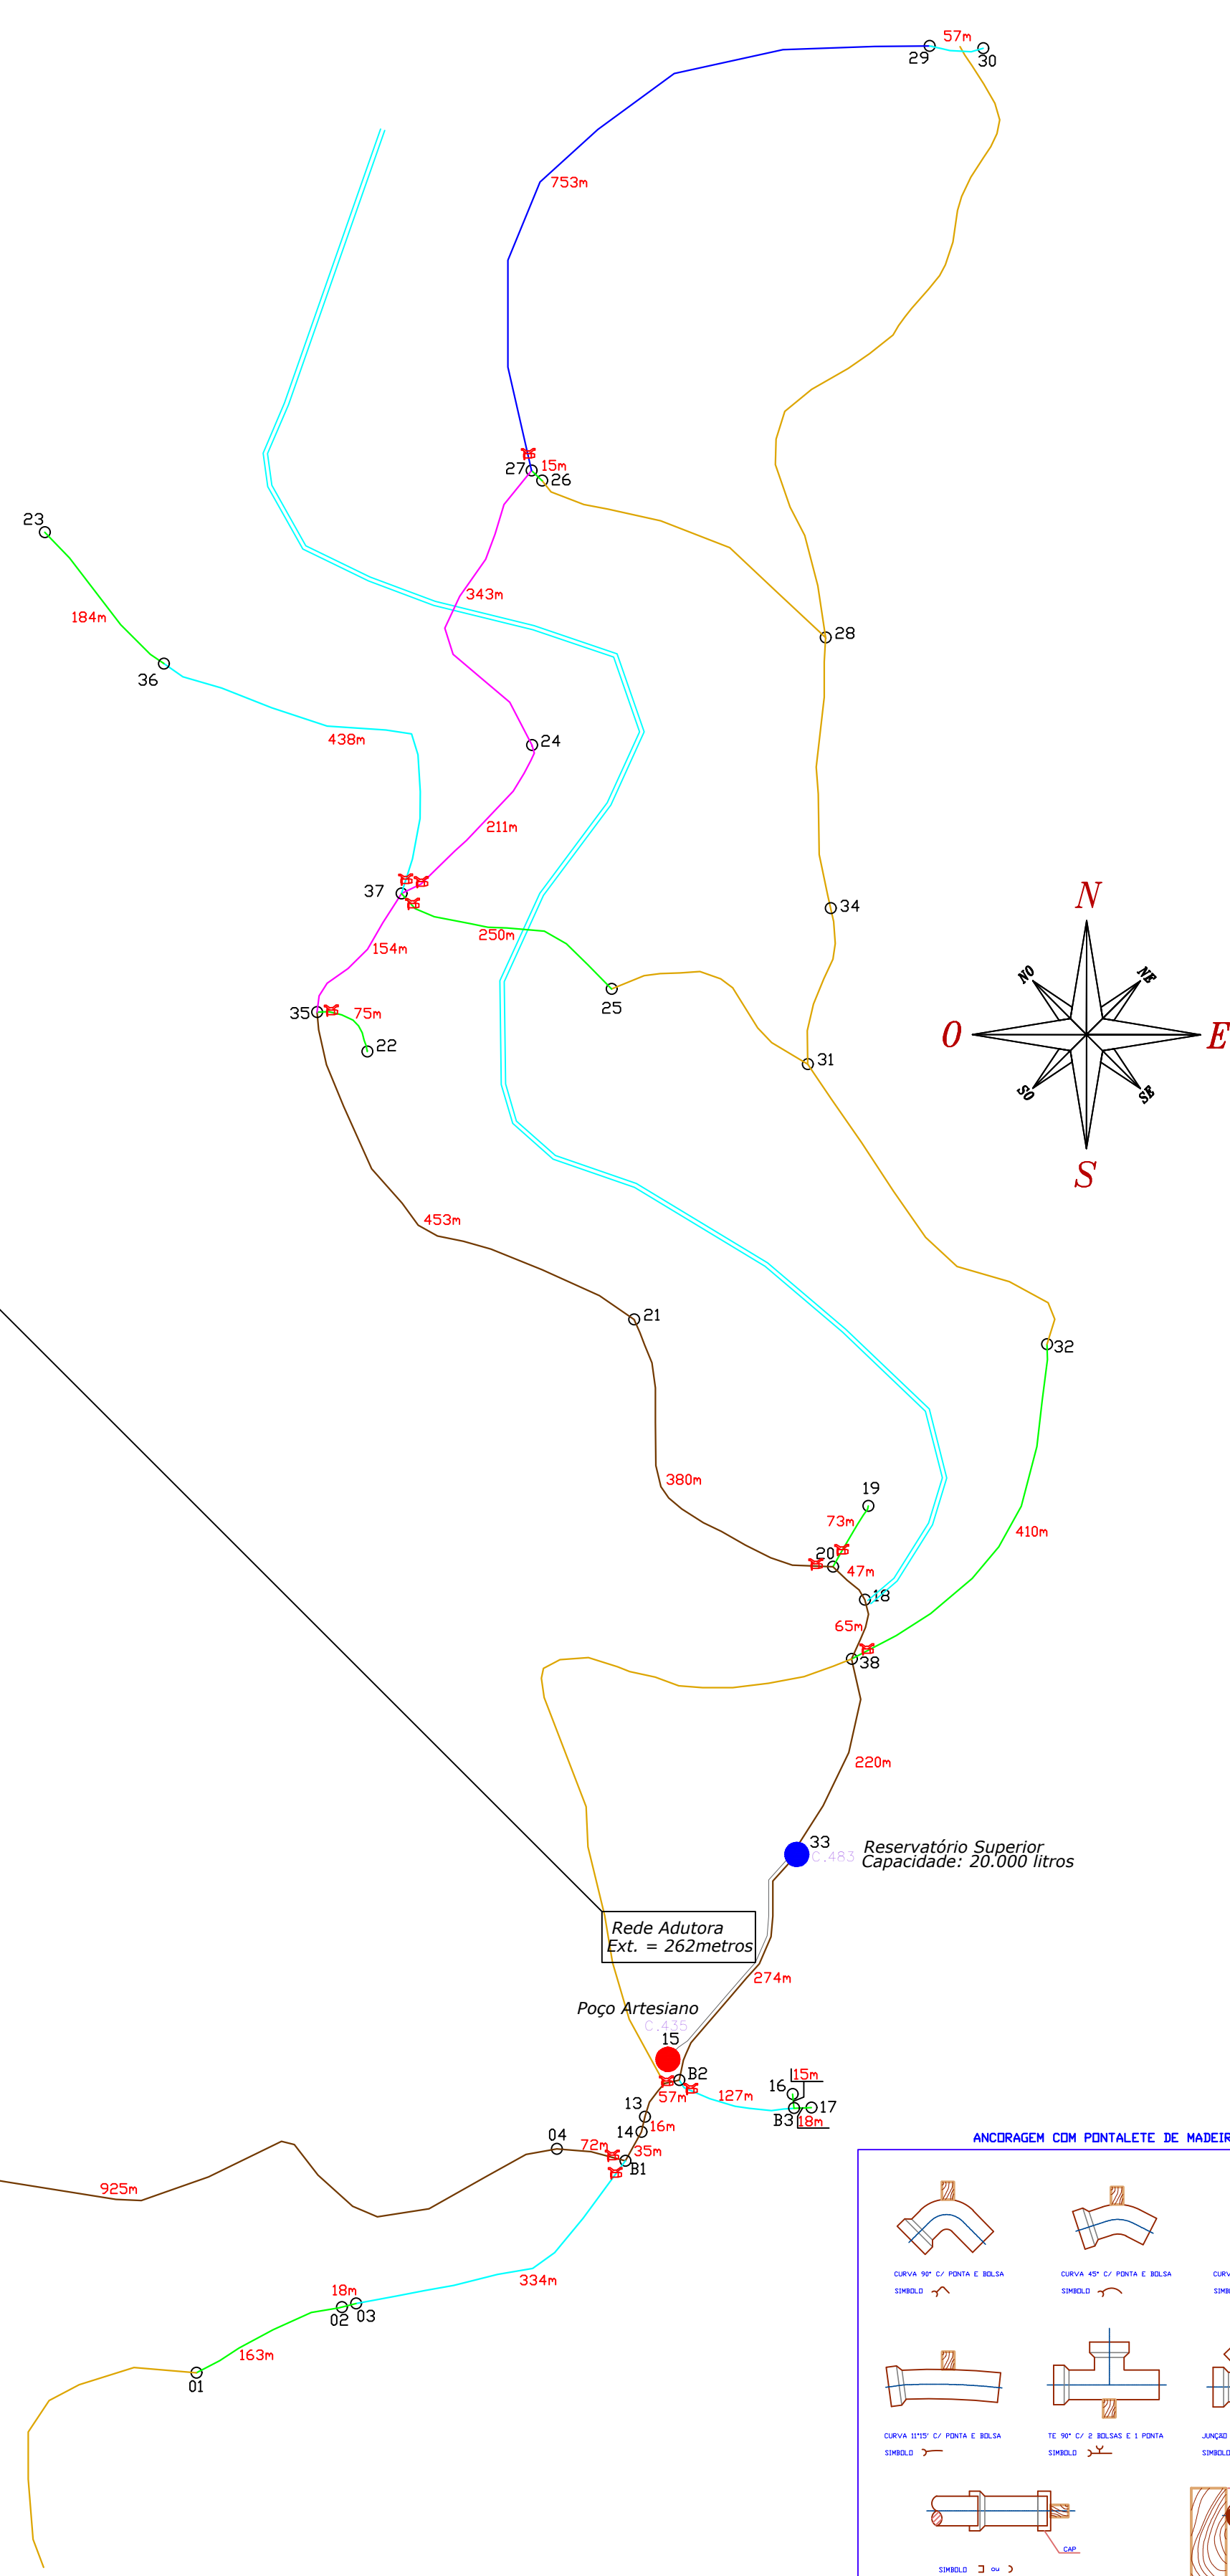 57m
29
30
753m
27
15m
26
23
343m
184m
28
36
438m
24
211m
37
34
250m
154m
25
35
75m
22
31
N
NO
NE
O
E
SO
SE
S
453m
21
32
380m
19
73m
410m
20
47m
18
65m
38
220m
33
C.483
Reservatório Superior
Capacidade: 20.000 litros
Rede Adutora
Ext. = 262metros
274m
Poço Artesiano
C.435
15
B2
15m
16
57m
127m
13
17
B3
18m
14
16m
04
72m
35m
B1
925m
334m
18m
02
03
163m
01
ANCORAGEM COM PONTALETE DE MADEIR
CURVA 90° C/ PONTA E BOLSA
CURVA 45° C/ PONTA E BOLSA
CURV
SIMBOLO
SIMBOLO
SIMB
CURVA 11°15' C/ PONTA E BOLSA
TE 90° C/ 2 BOLSAS E 1 PONTA
JUNÇÃO
SIMBOLO
SIMBOLO
SIMBOLO
CAP
SIMBOLO ou